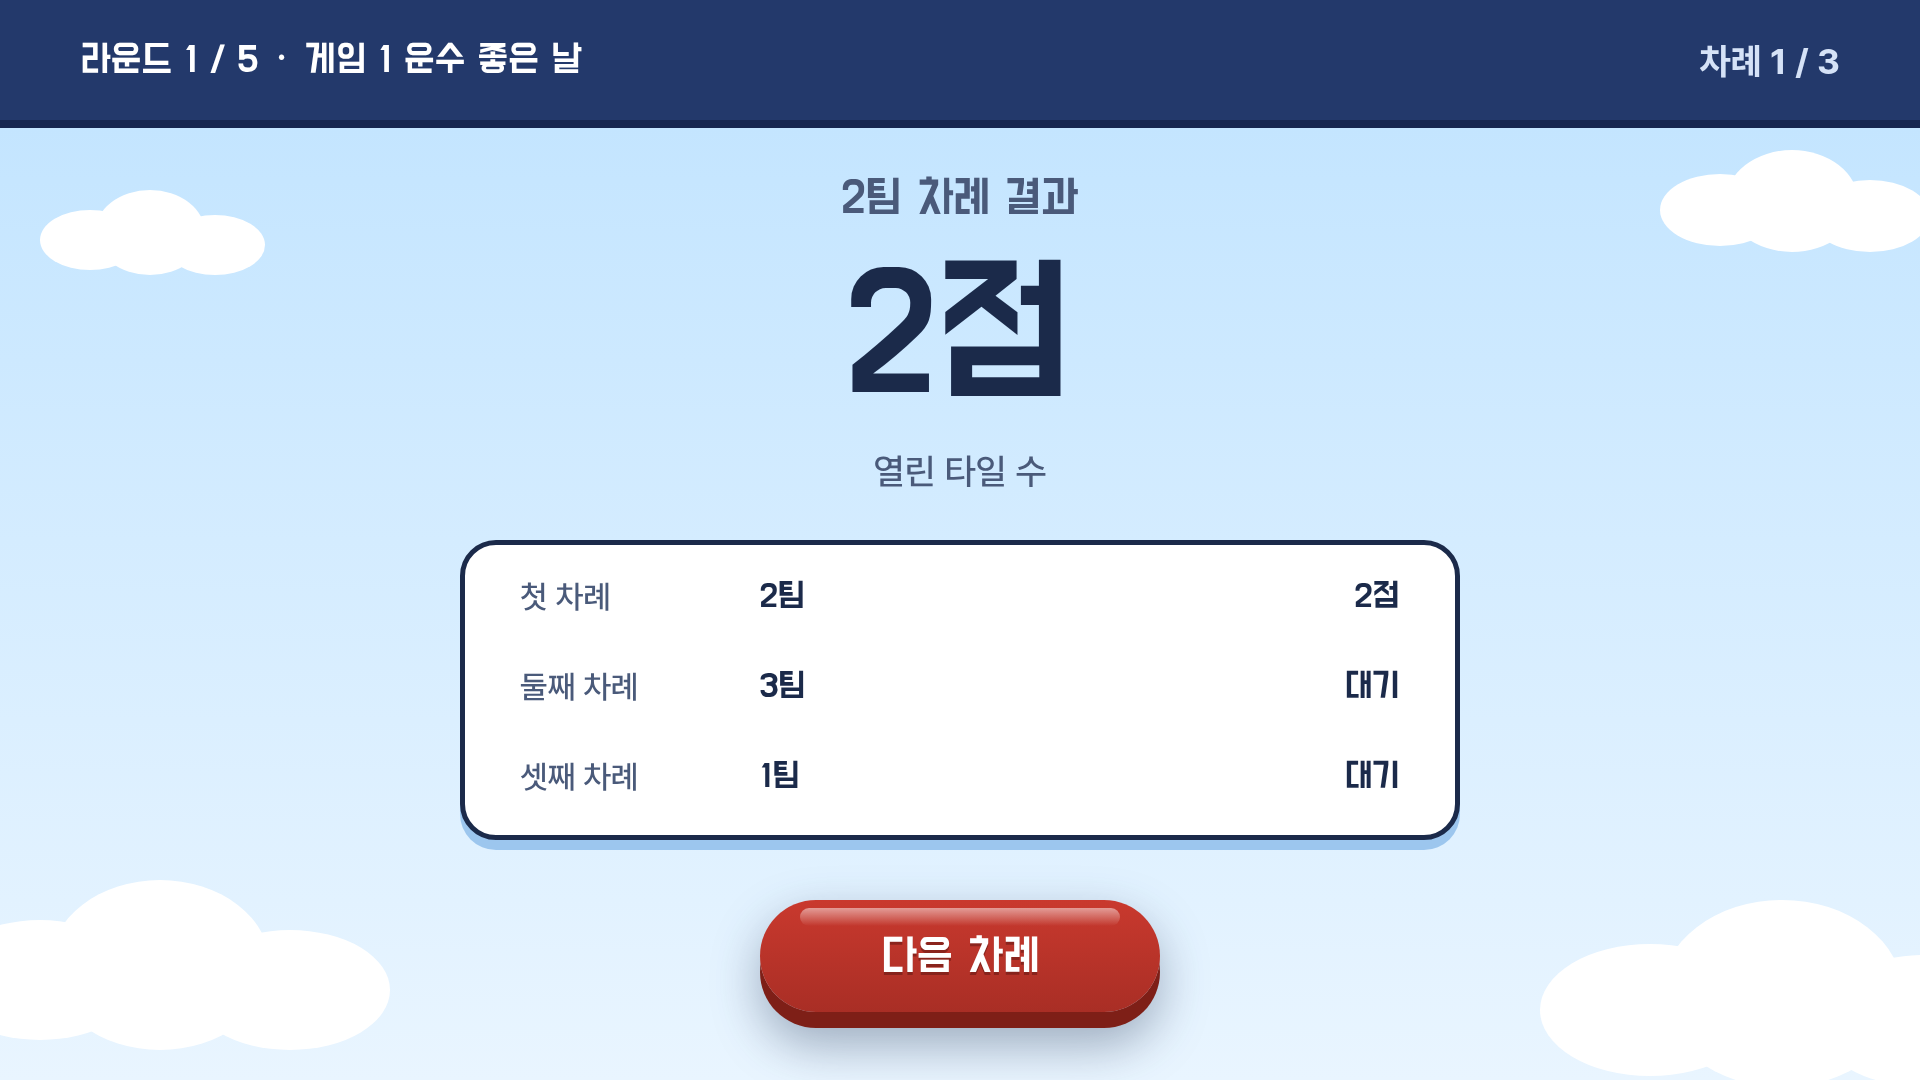 라운드 1 / 5 · 게임 1 운수 좋은 날
차례 1 / 3
2팀 차례 결과
2점
열린 타일 수
첫 차례 2팀 2점
둘째 차례 3팀 대기
셋째 차례 1팀 대기
다음 차례